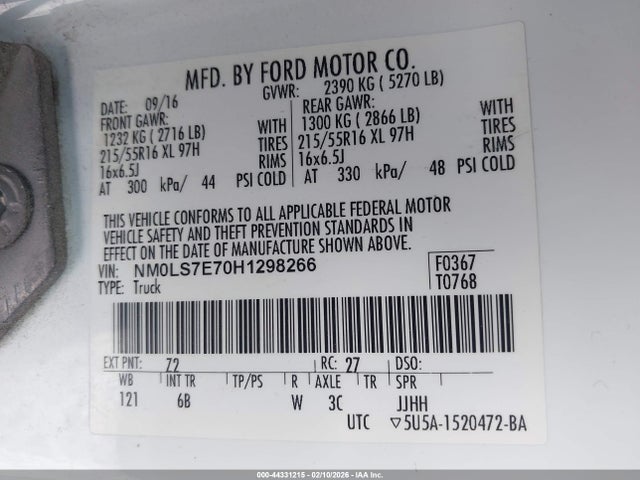 MFD. BY FORD MOTOR CO.
GVWR: 2390 KG ( 5270 LB)
DATE: 09/16
FRONT GAWR: REAR GAWR:
1232 KG ( 2716 LB) WITH 1300 KG ( 2866 LB) WITH
215/55R16 XL 97H TIRES 215/55R16 XL 97H TIRES
16x6.5J RIMS 16x6.5J RIMS
AT 300 kPa/ 44 PSI COLD AT 330 kPa/ 48 PSI COLD
THIS VEHICLE CONFORMS TO ALL APPLICABLE FEDERAL MOTOR
VEHICLE SAFETY AND THEFT PREVENTION STANDARDS IN
EFFECT ON THE DATE OF MANUFACTURE SHOWN ABOVE.
VIN: NM0LS7E70H1298266 F0367
TYPE: Truck T0768
EXT PNT: 72 RC: 27 DSO:
WB INT TR TP/PS R AXLE TR SPR
121 6B W 3C JJHH
UTC ▽5U5A-1520472-BA
000-44331215 - 02/10/2026 - COPYRIGHT IAA, LLC